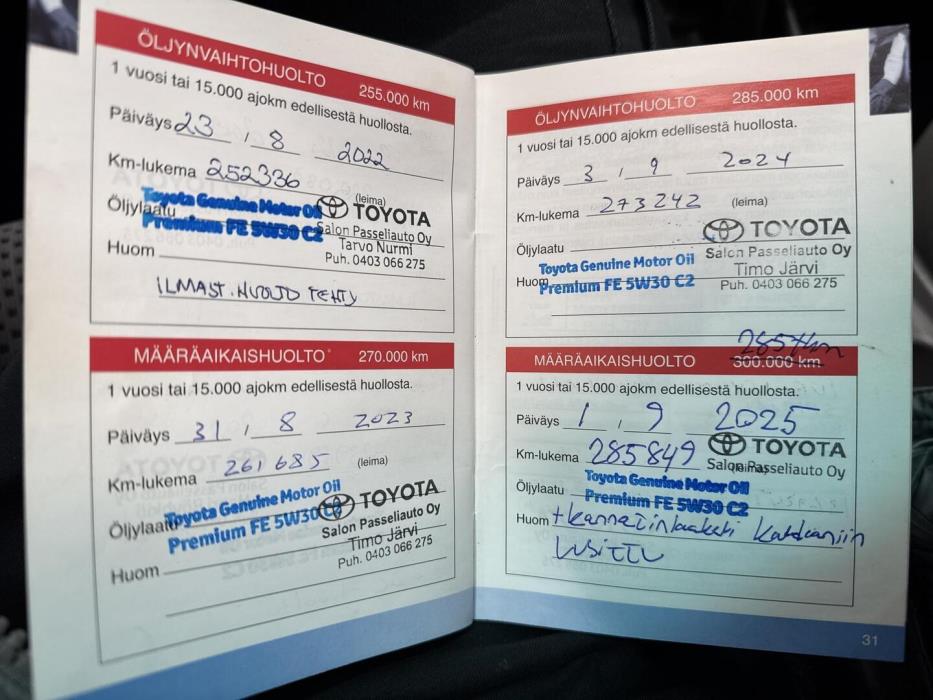 ÖLJYNVAIHTOHUOLTO 255.000 km
1 vuosi tai 15.000 ajokm edellisestä huollosta.
Päiväys 23 , 8 2022
Km-lukema 252336
(leima)
Öljylaatu Toyota Genuine Motor Oil
Premium FE 5W30 C2
TOYOTA
Salon Passeliauto Oy
Tarvo Nurmi
Puh. 0403 066 275
Huom
ILMAST. HUOLTO TEHTY
MÄÄRÄAIKAISHUOLTO* 270.000 km
1 vuosi tai 15.000 ajokm edellisestä huollosta.
Päiväys 31 , 8 2023
Km-lukema 261685
(leima)
Öljylaatu Toyota Genuine Motor Oil
Premium FE 5W30 C2
TOYOTA
Salon Passeliauto Oy
Timo Järvi
Puh. 0403 066 275
Huom
ÖLJYNVAIHTOHUOLTO 285.000 km
1 vuosi tai 15.000 ajokm edellisestä huollosta.
Päiväys 3 , 9 2024
Km-lukema 273242 (leima)
TOYOTA
Salon Passeliauto Oy
Timo Järvi
Puh. 0403 066 275
Öljylaatu
Toyota Genuine Motor Oil
Huom Premium FE 5W30 C2
285tkm
MÄÄRÄAIKAISHUOLTO 300.000 km
1 vuosi tai 15.000 ajokm edellisestä huollosta.
Päiväys 1 , 9 2025
Km-lukema 285849
(leima)
TOYOTA
Salon Passeliauto Oy
Öljylaatu Toyota Genuine Motor Oil
Premium FE 5W30 C2
Huom
31